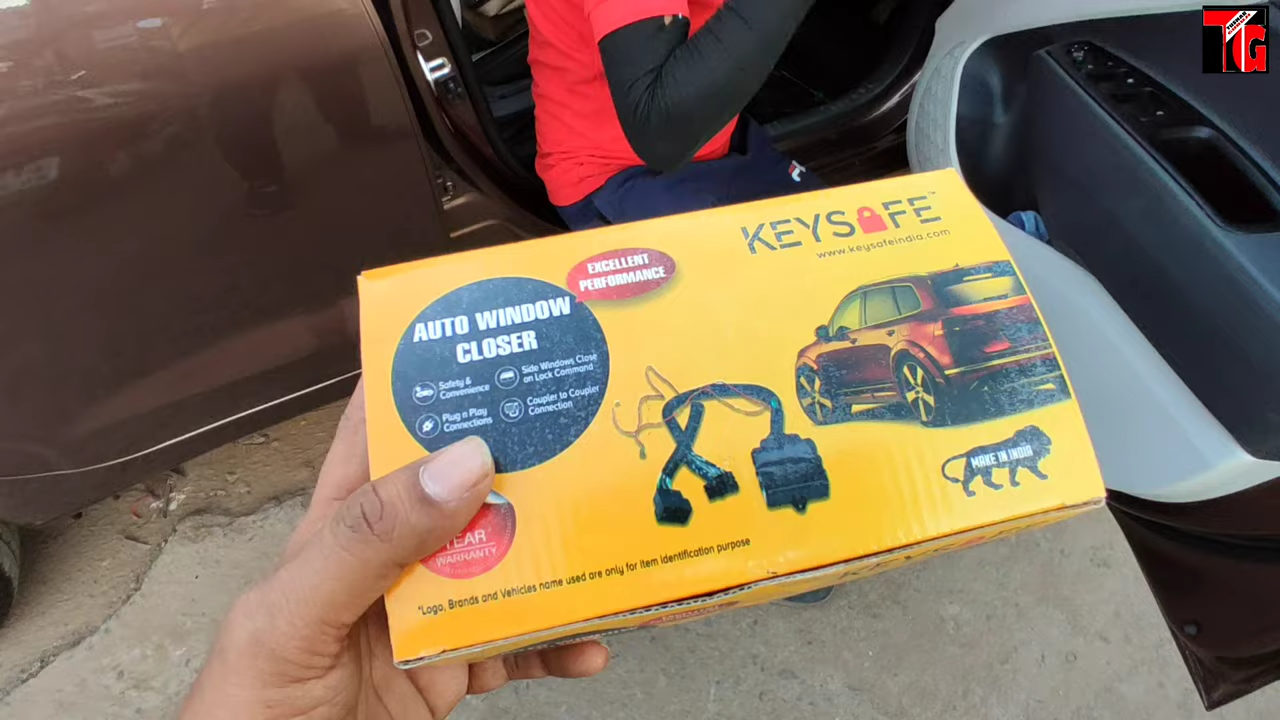 KEYSAFE™
www.keysafeindia.com
EXCELLENT
PERFORMANCE
AUTO WINDOW
CLOSER
Safety &
Convenience
Side Windows Close
on Lock Command
Plug n Play
Connections
Coupler to Coupler
Connection
MAKE IN INDIA
YEAR
WARRANTY
*Logo, Brands and Vehicles name used are only for item identification purpose
TG